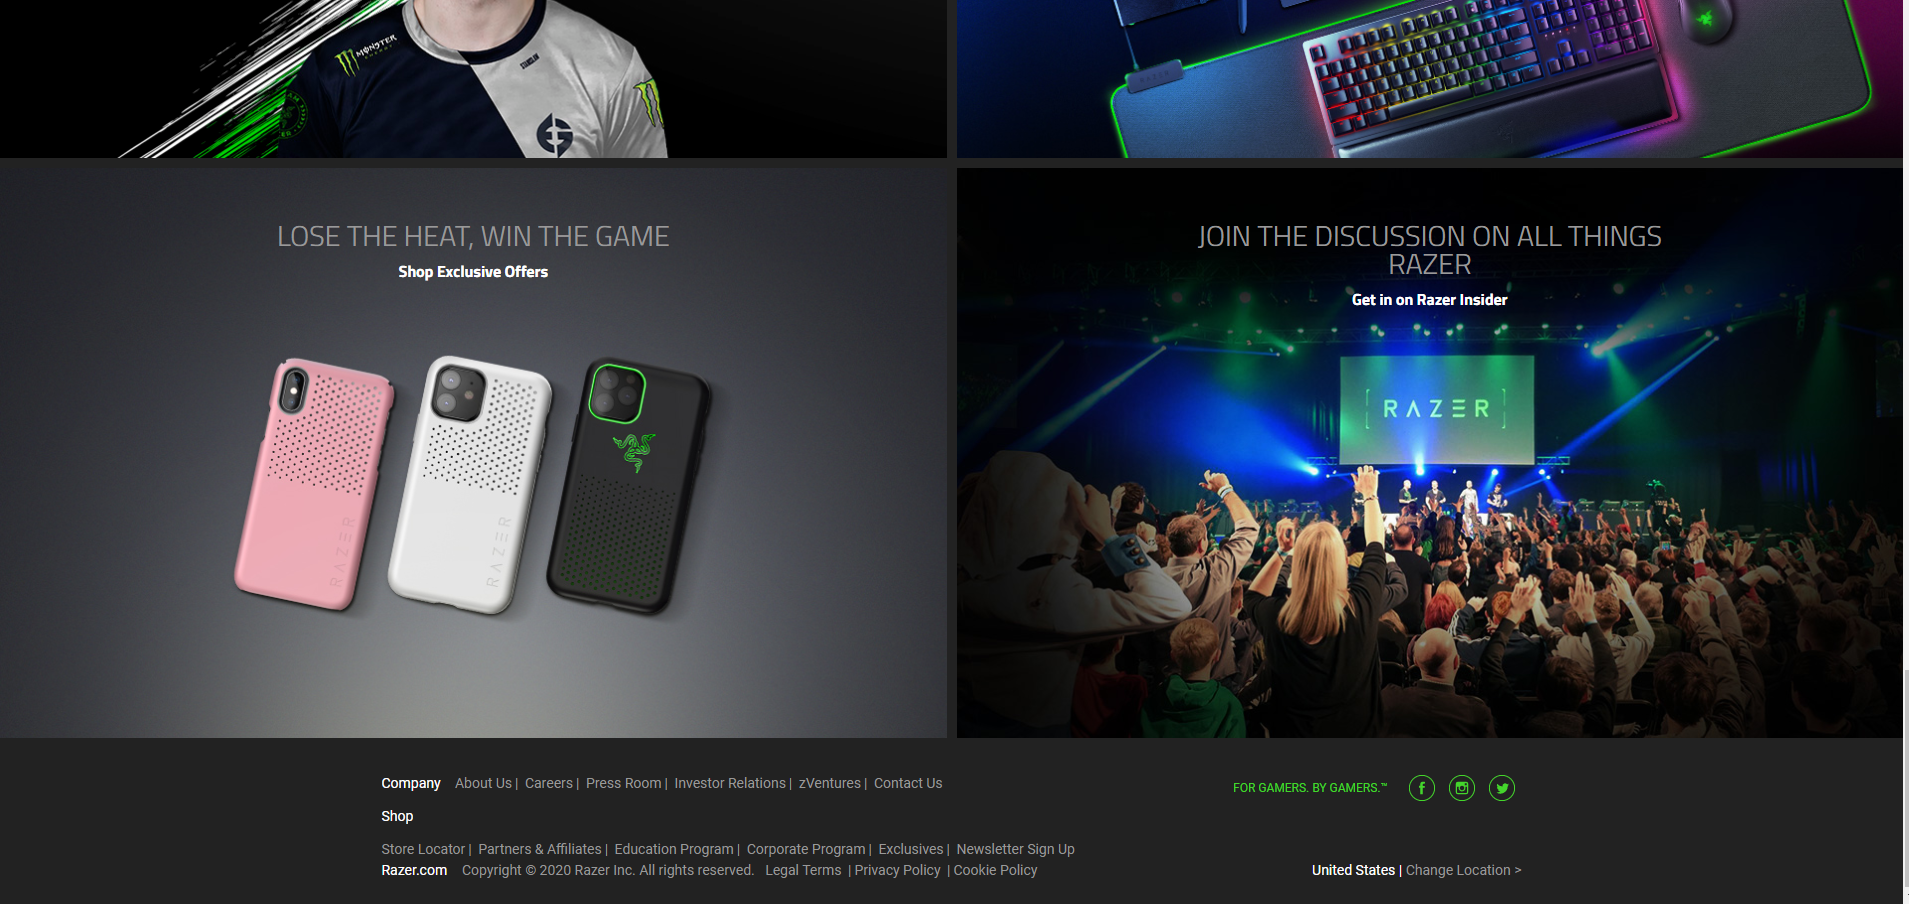 MONSTER
ENERGY
RAZER
LOSE THE HEAT, WIN THE GAME
Shop Exclusive Offers
JOIN THE DISCUSSION ON ALL THINGS
RAZER
Get in on Razer Insider
RAZER
RAZER
RAZER
Company About Us | Careers | Press Room | Investor Relations | zVentures | Contact Us
FOR GAMERS. BY GAMERS.™
Shop
Store Locator | Partners & Affiliates | Education Program | Corporate Program | Exclusives | Newsletter Sign Up
Razer.com Copyright © 2020 Razer Inc. All rights reserved. Legal Terms | Privacy Policy | Cookie Policy
United States | Change Location >